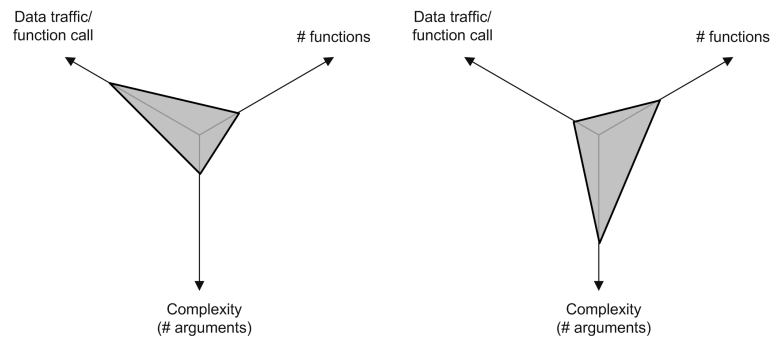 Data traffic/
function call
# functions
Complexity
(# arguments)
Data traffic/
function call
# functions
Complexity
(# arguments)